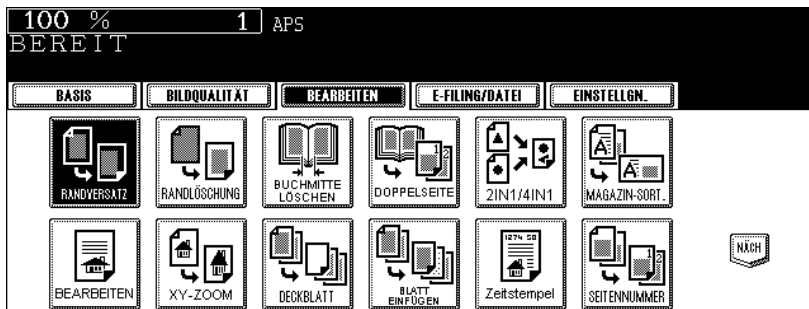 100 % 1 APS
BEREIT
BASIS BILDQUALITÄT BEARBEITEN E-FILING/DATEI EINSTELLGN.
RANDVERSATZ RANDLÖSCHUNG BUCHMITTE LÖSCHEN DOPPELSEITE 2IN1/4IN1 MAGAZIN-SORT.
BEARBEITEN XY-ZOOM DECKBLATT BLATT EINFÜGEN Zeitstempel SEITENNUMMER
NÄCH